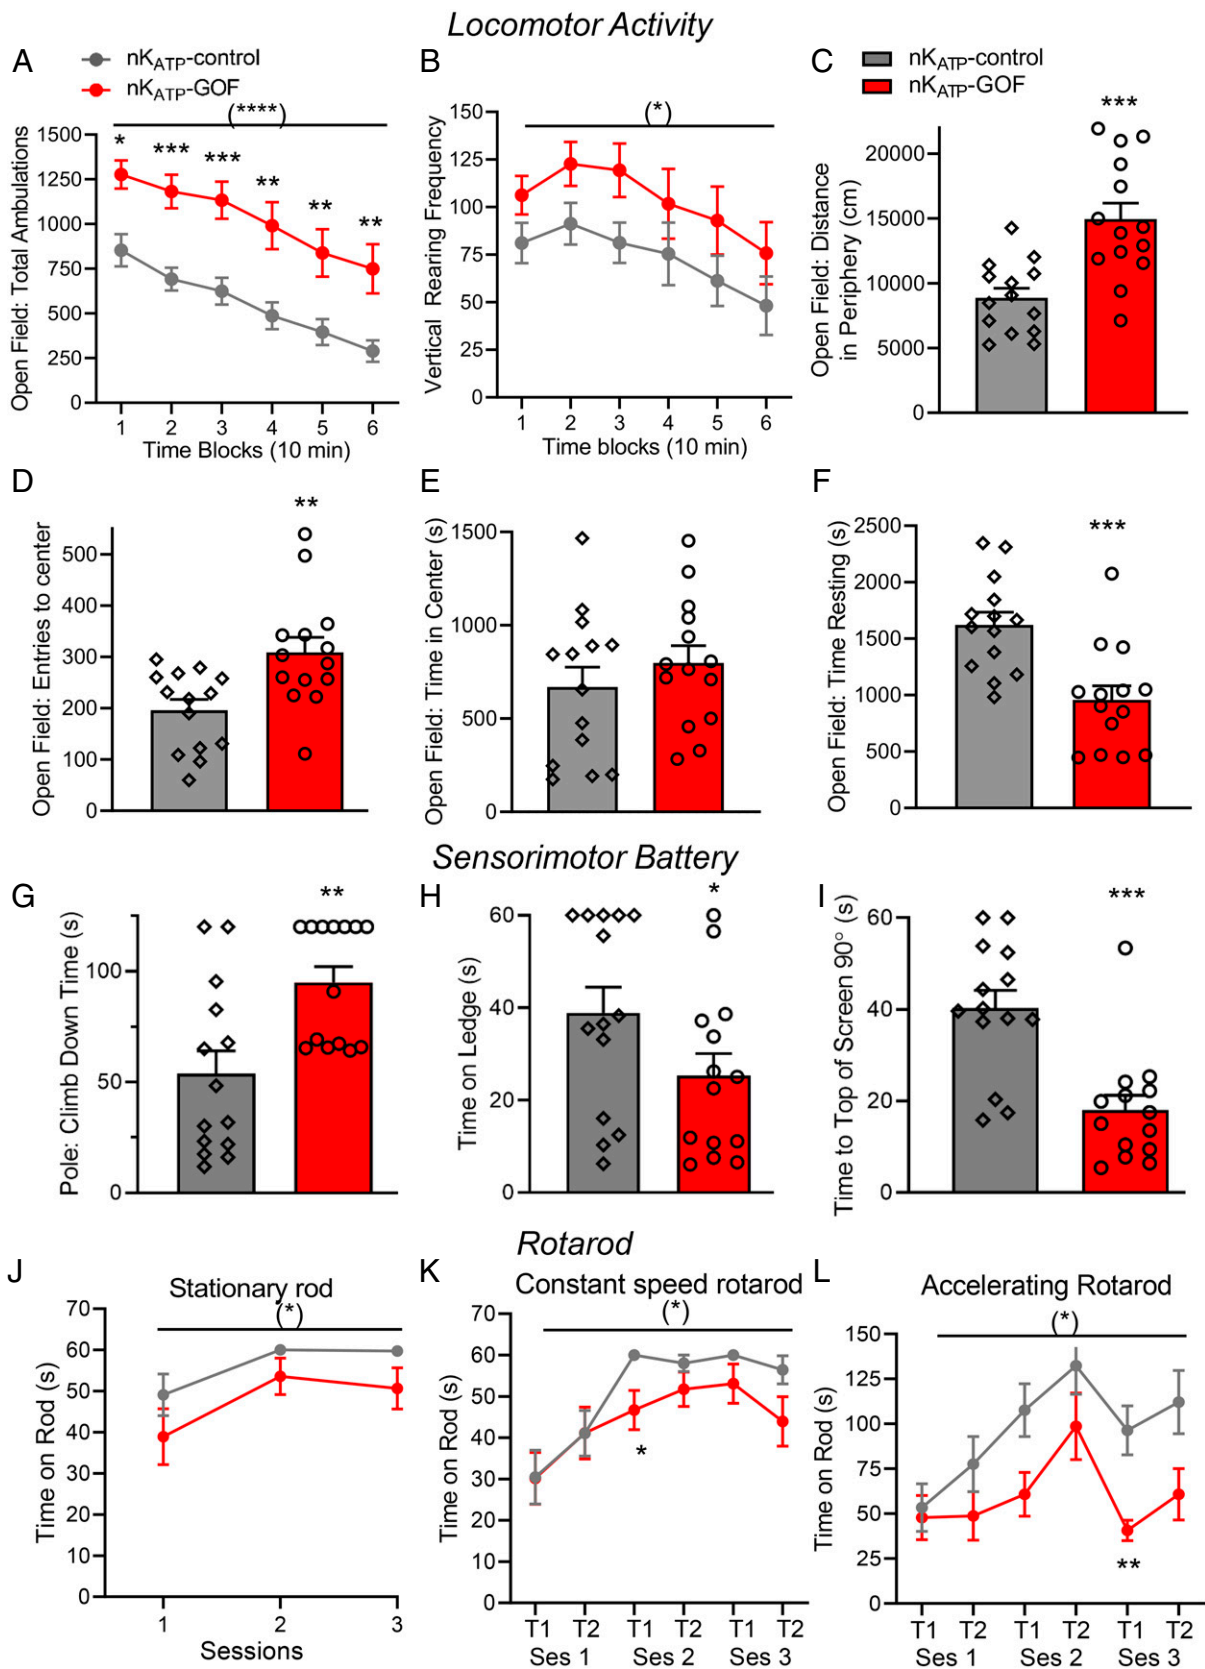 Locomotor Activity
A
nKATP-control
nKATP-GOF
(****)
*
***
***
**
**
**
Open Field: Total Ambulations
1500
1250
1000
750
500
250
0
1 2 3 4 5 6
Time Blocks (10 min)
B
(*)
Vertical Rearing Frequency
150
125
100
75
50
25
0
1 2 3 4 5 6
Time blocks (10 min)
C
nKATP-control
nKATP-GOF
***
Open Field: Distance
in Periphery (cm)
20000
15000
10000
5000
0
D
**
Open Field: Entries to center
500
400
300
200
100
0
E
Open Field: Time in Center (s)
1500
1000
500
0
F
***
Open Field: Time Resting (s)
2500
2000
1500
1000
500
0
Sensorimotor Battery
G
**
Pole: Climb Down Time (s)
100
50
0
H
*
Time on Ledge (s)
60
40
20
0
I
***
Time to Top of Screen 90° (s)
60
40
20
0
Rotarod
J
Stationary rod
(*)
Time on Rod (s)
70
60
50
40
30
20
10
0
1 2 3
Sessions
K
Constant speed rotarod
(*)
*
Time on Rod (s)
70
60
50
40
30
20
10
0
T1 T2 T1 T2 T1 T2
Ses 1 Ses 2 Ses 3
L
Accelerating Rotarod
(*)
**
Time on Rod (s)
150
125
100
75
50
25
0
T1 T2 T1 T2 T1 T2
Ses 1 Ses 2 Ses 3